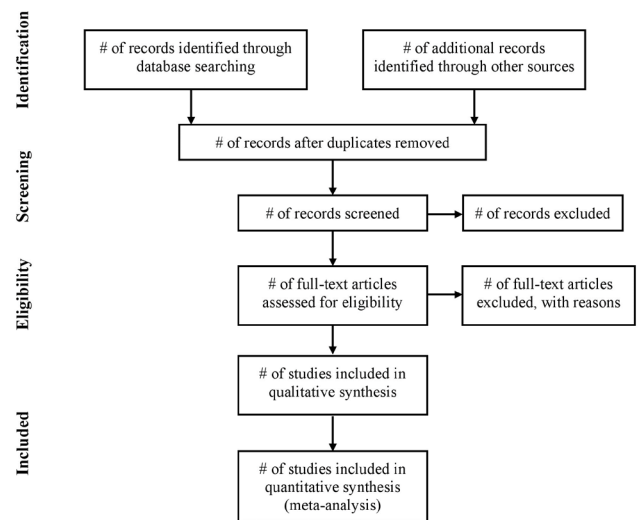 Identification
# of records identified through
database searching
# of additional records
identified through other sources
# of records after duplicates removed
Screening
# of records screened
# of records excluded
Eligibility
# of full-text articles
assessed for eligibility
# of full-text articles
excluded, with reasons
# of studies included in
qualitative synthesis
Included
# of studies included in
quantitative synthesis
(meta-analysis)